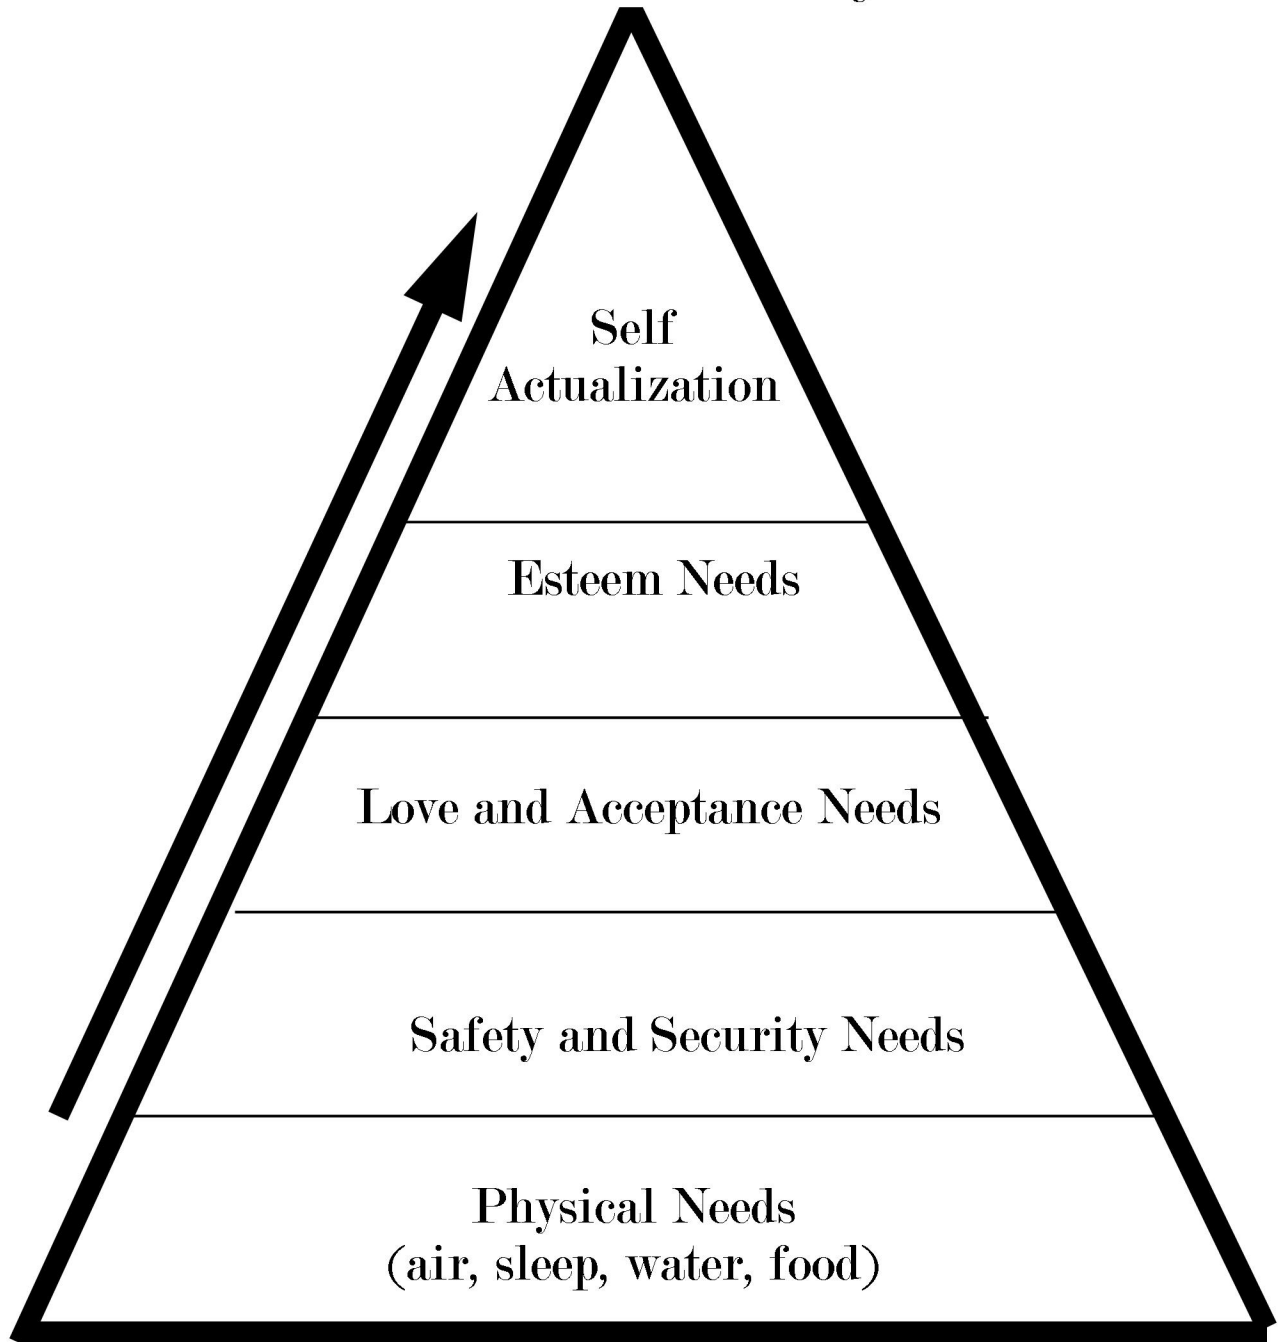 Self
Actualization
Esteem Needs
Love and Acceptance Needs
Safety and Security Needs
Physical Needs
(air, sleep, water, food)